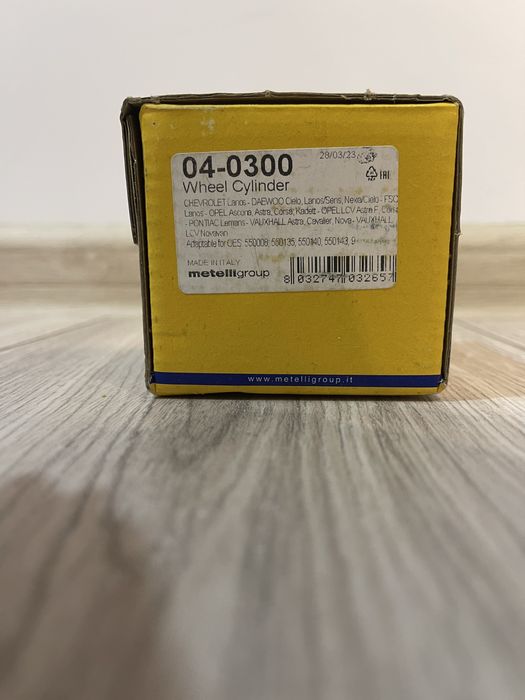 28/03/23
04-0300
Wheel Cylinder
EAC
CHEVROLET Lanos - DAEWOO Cielo, Lanos/Sens, Nexia/Cielo - FSO
Lanos - OPEL Ascona, Astra, Corsa, Kadett - OPEL LCV Astra F,
- PONTIAC Lemans - VAUXHALL Astra, Cavalier, Nova - VAUXHALL
LCV Novavan
Adaptable for OES: 550008, 550135, 550140, 550143,
MADE IN ITALY
metelligroup
8 032747 032657
www.metelligroup.it